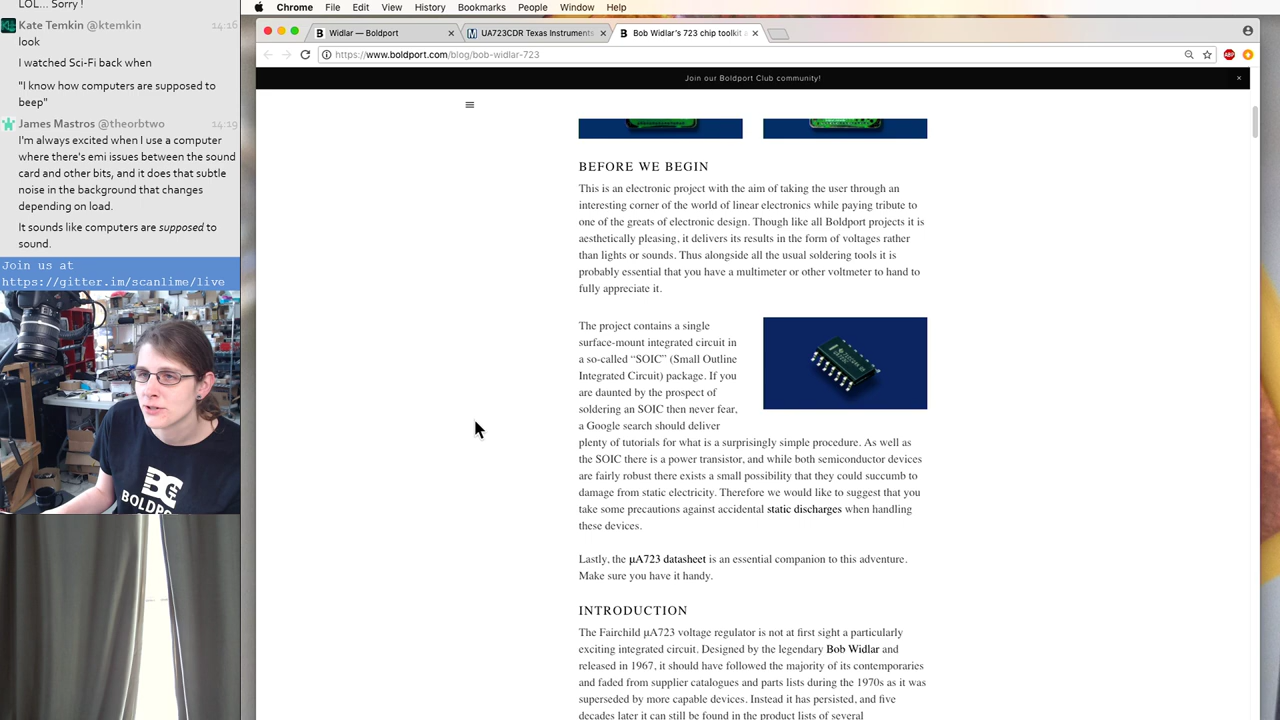 LOL... Sorry !
Kate Temkin @ktemkin 14:16
look
I watched Sci-Fi back when
"I know how computers are supposed to
beep"
James Mastros @theorbtwo 14:19
I'm always excited when I use a computer
where there's emi issues between the sound
card and other bits, and it does that subtle
noise in the background that changes
depending on load.
It sounds like computers are supposed to
sound.
Join us at
https://gitter.im/scanlime/live
BG
BOLDPO
Chrome File Edit View History Bookmarks People Window Help
B Widlar — Boldport × UA723CDR Texas Instruments × B Bob Widlar's 723 chip toolkit ×
https://www.boldport.com/blog/bob-widlar-723
ABP
Join our Boldport Club community! ×
BEFORE WE BEGIN
This is an electronic project with the aim of taking the user through an
interesting corner of the world of linear electronics while paying tribute to
one of the greats of electronic design. Though like all Boldport projects it is
aesthetically pleasing, it delivers its results in the form of voltages rather
than lights or sounds. Thus alongside all the usual soldering tools it is
probably essential that you have a multimeter or other voltmeter to hand to
fully appreciate it.
The project contains a single
surface-mount integrated circuit in
a so-called “SOIC” (Small Outline
Integrated Circuit) package. If you
are daunted by the prospect of
soldering an SOIC then never fear,
a Google search should deliver
plenty of tutorials for what is a surprisingly simple procedure. As well as
the SOIC there is a power transistor, and while both semiconductor devices
are fairly robust there exists a small possibility that they could succumb to
damage from static electricity. Therefore we would like to suggest that you
take some precautions against accidental static discharges when handling
these devices.
Lastly, the µA723 datasheet is an essential companion to this adventure.
Make sure you have it handy.
INTRODUCTION
The Fairchild µA723 voltage regulator is not at first sight a particularly
exciting integrated circuit. Designed by the legendary Bob Widlar and
released in 1967, it should have followed the majority of its contemporaries
and faded from supplier catalogues and parts lists during the 1970s as it was
superseded by more capable devices. Instead it has persisted, and five
decades later it can still be found in the product lists of several